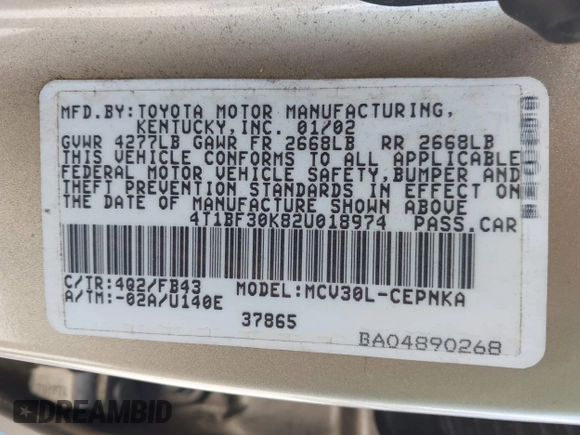 MFD.BY:TOYOTA MOTOR MANUFACTURING,
KENTUCKY,INC. 01/02
GVWR 4277LB GAWR FR 2668LB RR 2668LB
THIS VEHICLE CONFORMS TO ALL APPLICABLE
FEDERAL MOTOR VEHICLE SAFETY,BUMPER AND
THEFT PREVENTION STANDARDS IN EFFECT ON
THE DATE OF MANUFACTURE SHOWN ABOVE
4T1BF30K82U018974 PASS.CAR
C/TR:4Q2/FB43 MODEL:MCV30L-CEPNKA
A/TM:-02A/U140E
37865
BA04890268
DREAMBID